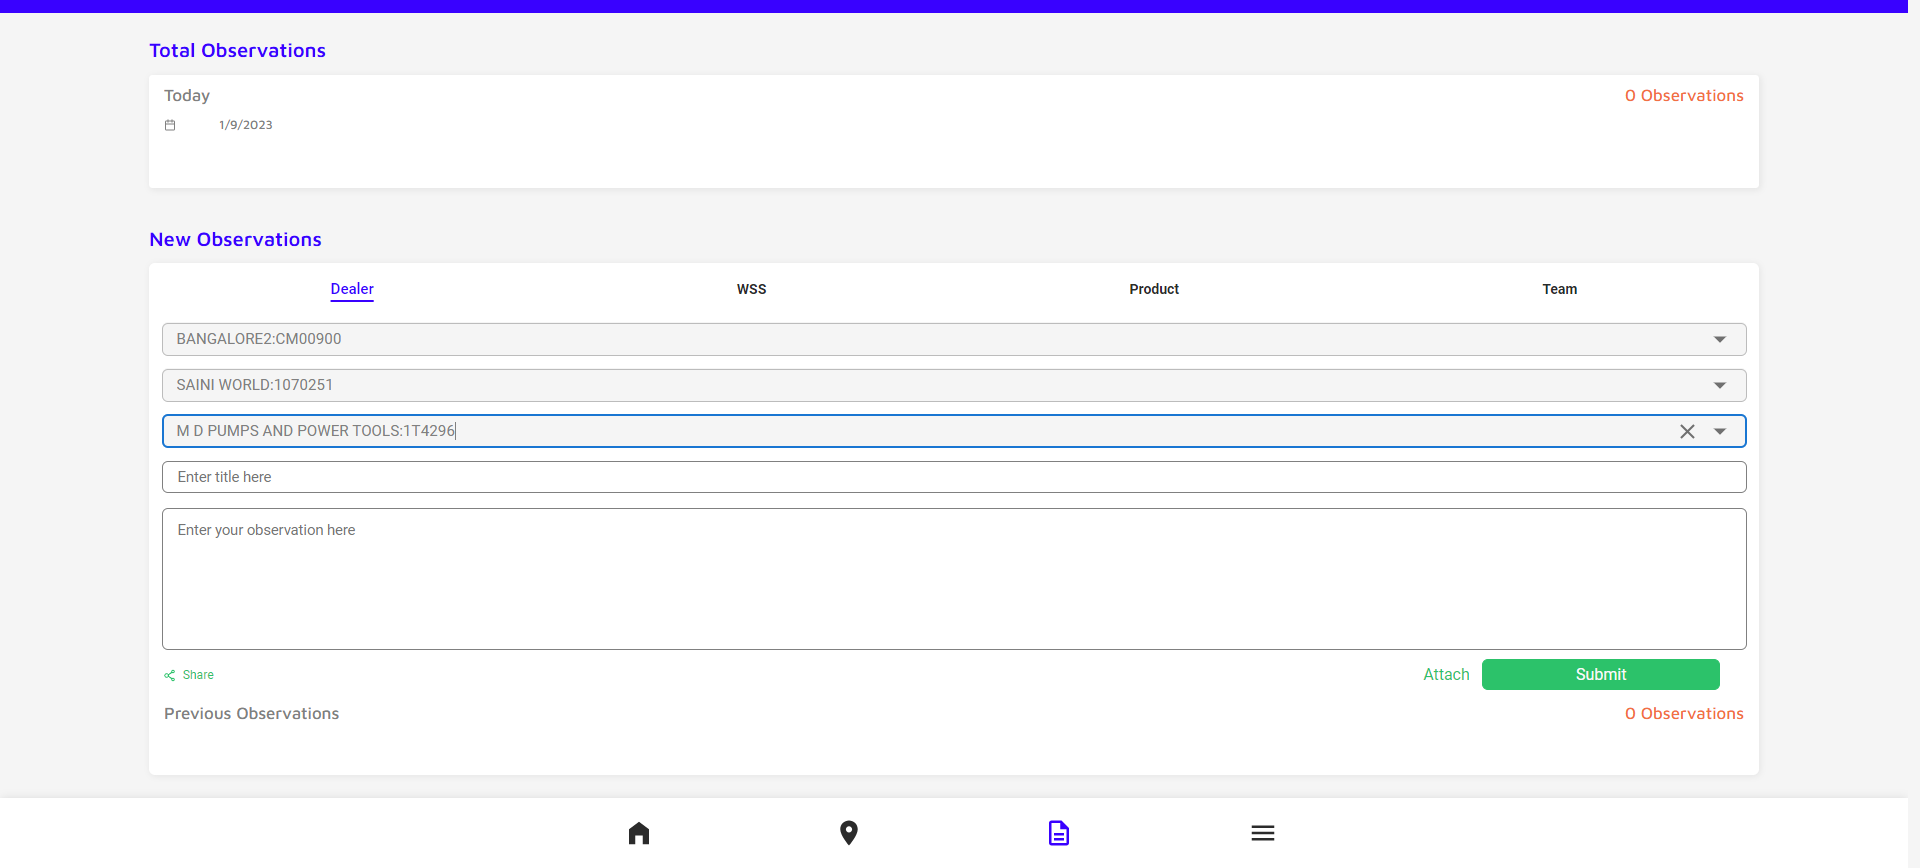 Total Observations
Today
0 Observations
1/9/2023
New Observations
Dealer
WSS
Product
Team
BANGALORE2:CM00900
SAINI WORLD:1070251
M D PUMPS AND POWER TOOLS:1T4296
Enter title here
Enter your observation here
Share
Attach
Submit
Previous Observations
0 Observations